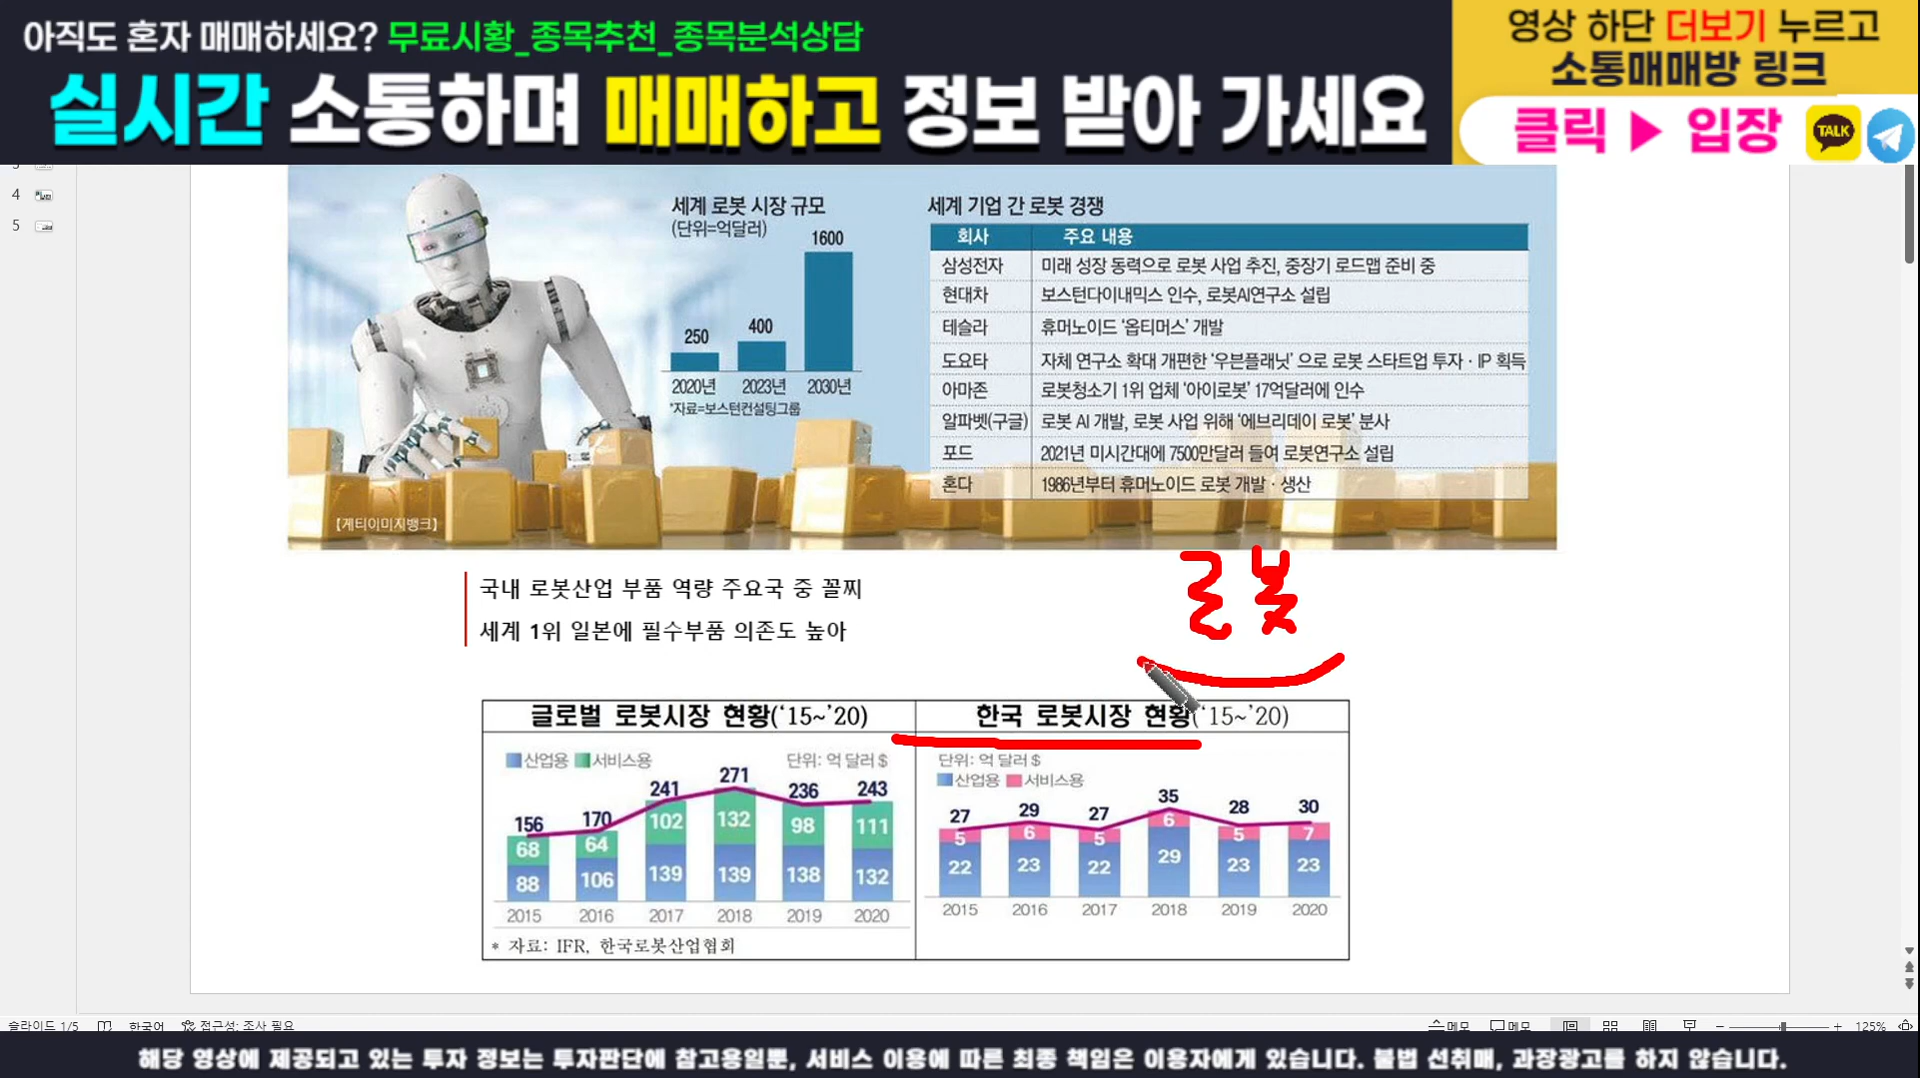 아직도 혼자 매매하세요? 무료시황_종목추천_종목분석상담
실시간 소통하며 매매하고 정보 받아 가세요
영상 하단 더보기 누르고
소통매매방 링크
클릭 ▶ 입장
TALK
4
5
세계 로봇 시장 규모
(단위=억달러)
250 400 1600
2020년 2023년 2030년
*자료=보스턴컨설팅그룹
[게티이미지뱅크]
세계 기업 간 로봇 경쟁
회사 주요 내용
삼성전자 미래 성장 동력으로 로봇 사업 추진, 중장기 로드맵 준비 중
현대차 보스턴다이내믹스 인수, 로봇AI연구소 설립
테슬라 휴머노이드 '옵티머스' 개발
도요타 자체 연구소 확대 개편한 '우븐플래닛' 으로 로봇 스타트업 투자 · IP 획득
아마존 로봇청소기 1위 업체 '아이로봇' 17억달러에 인수
알파벳(구글) 로봇 AI 개발, 로봇 사업 위해 '에브리데이 로봇' 분사
포드 2021년 미시간대에 7500만달러 들여 로봇연구소 설립
혼다 1986년부터 휴머노이드 로봇 개발 · 생산
국내 로봇산업 부품 역량 주요국 중 꼴찌
세계 1위 일본에 필수부품 의존도 높아
로봇
글로벌 로봇시장 현황('15~'20)
산업용 서비스용 단위: 억 달러 $
156 170 241 271 236 243
68 64 102 132 98 111
88 106 139 139 138 132
2015 2016 2017 2018 2019 2020
* 자료: IFR, 한국로봇산업협회
한국 로봇시장 현황('15~'20)
단위: 억 달러 $
산업용 서비스용
27 29 27 35 28 30
5 6 5 6 5 7
22 23 22 29 23 23
2015 2016 2017 2018 2019 2020
슬라이드 1/5 한국어 접근성: 조사 필요
메모 메모 125%
해당 영상에 제공되고 있는 투자 정보는 투자판단에 참고용일뿐, 서비스 이용에 따른 최종 책임은 이용자에게 있습니다. 불법 선취매, 과장광고를 하지 않습니다.